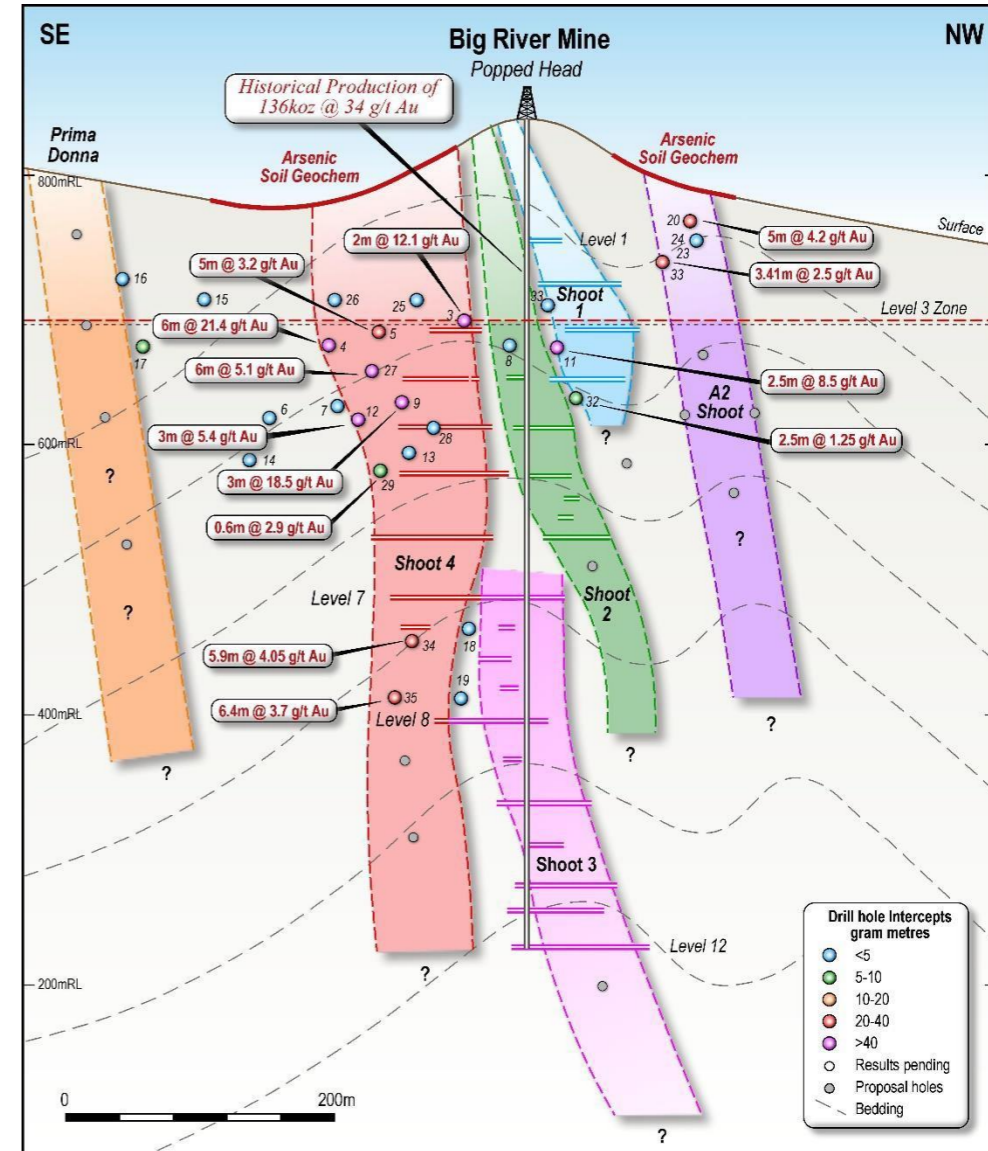 SE
Big River Mine
NW
Popped Head
Historical Production of
136koz @ 34 g/t Au
Prima
Donna
Arsenic
Soil Geochem
Arsenic
Soil Geochem
800mRL
Surface
20
5m @ 4.2 g/t Au
24
23
33
3.41m @ 2.5 g/t Au
2m @ 12.1 g/t Au
Level 1
5m @ 3.2 g/t Au
16
15
26
25
33
Shoot
1
3
Level 3 Zone
6m @ 21.4 g/t Au
4
5
8
11
17
6m @ 5.1 g/t Au
27
2.5m @ 8.5 g/t Au
A2
Shoot
6
7
12
9
32
3m @ 5.4 g/t Au
28
?
2.5m @ 1.25 g/t Au
600mRL
14
13
?
3m @ 18.5 g/t Au
29
0.6m @ 2.9 g/t Au
?
Shoot 4
Shoot
2
Level 7
?
18
5.9m @ 4.05 g/t Au
34
19
6.4m @ 3.7 g/t Au
35
400mRL
Level 8
?
?
?
Shoot 3
Level 12
?
200mRL
0
200m
?
Drill hole Intercepts
gram metres
<5
5-10
10-20
20-40
>40
Results pending
Proposal holes
Bedding